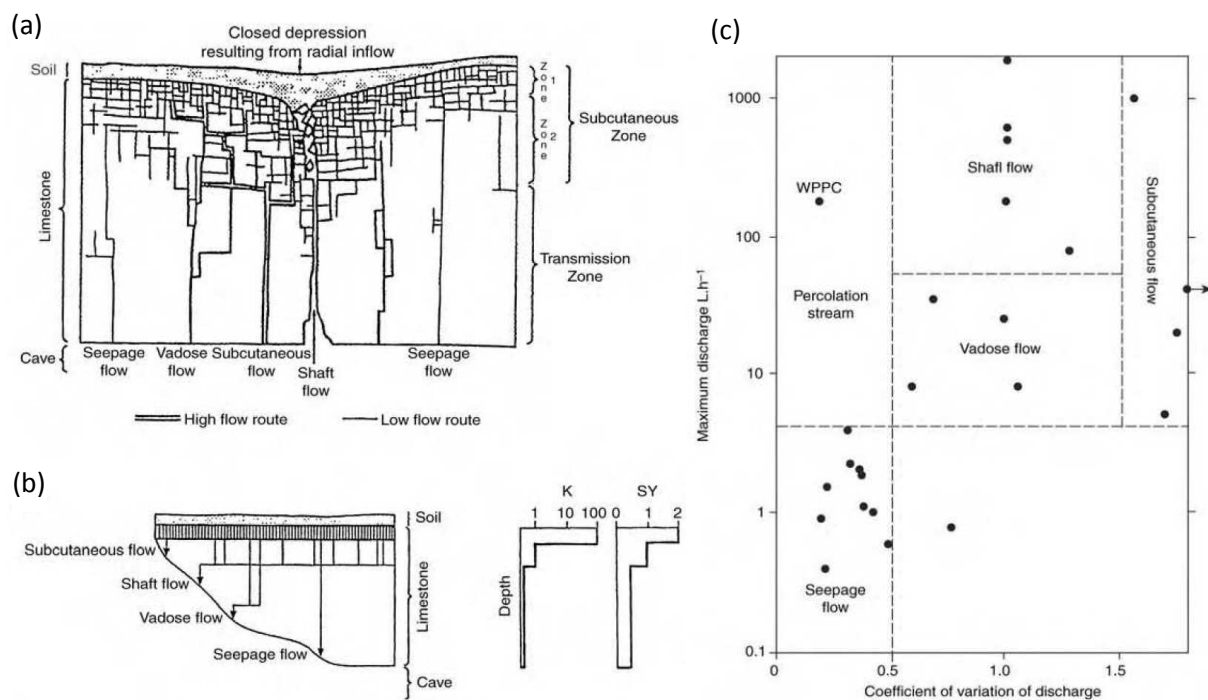 (a)
Closed depression
resulting from radial inflow
Soil
Limestone
Cave
Zone 1
Zone 2
Subcutaneous
Zone
Transmission
Zone
Seepage
flow
Vadose
flow
Subcutaneous
flow
Shaft
flow
Seepage
flow
High flow route
Low flow route
(b)
Subcutaneous flow
Shaft flow
Vadose flow
Seepage flow
Soil
Limestone
Cave
K
1 10 100
SY
0 1 2
Depth
(c)
Maximum discharge L.h⁻¹
1000
100
10
1
0.1
WPPC
Shafl flow
Subcutaneous flow
Percolation
stream
Vadose flow
Seepage
flow
0 0.5 1.0 1.5
Coefficient of variation of discharge